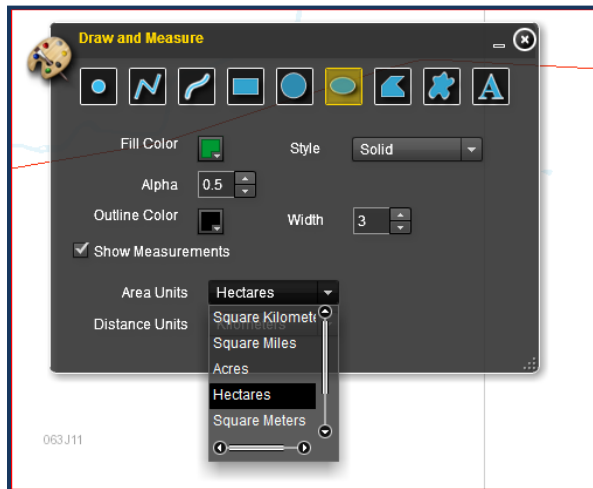 Draw and Measure
A
Fill Color Style Solid
Alpha 0.5
Outline Color Width 3
Show Measurements
Area Units Hectares
Distance Units Kilometers
Square Kilomete
Square Miles
Acres
Hectares
Square Meters
063J11